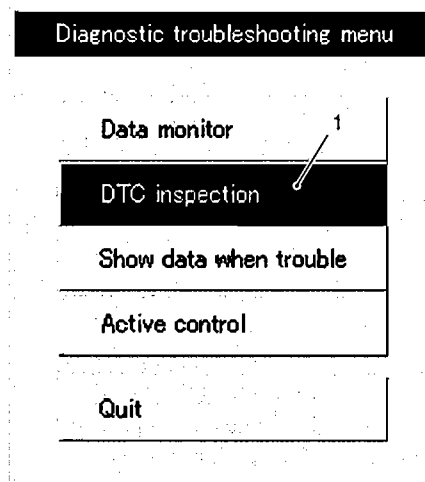 Diagnostic troubleshooting menu
Data monitor
1
DTC inspection
Show data when trouble
Active control
Quit